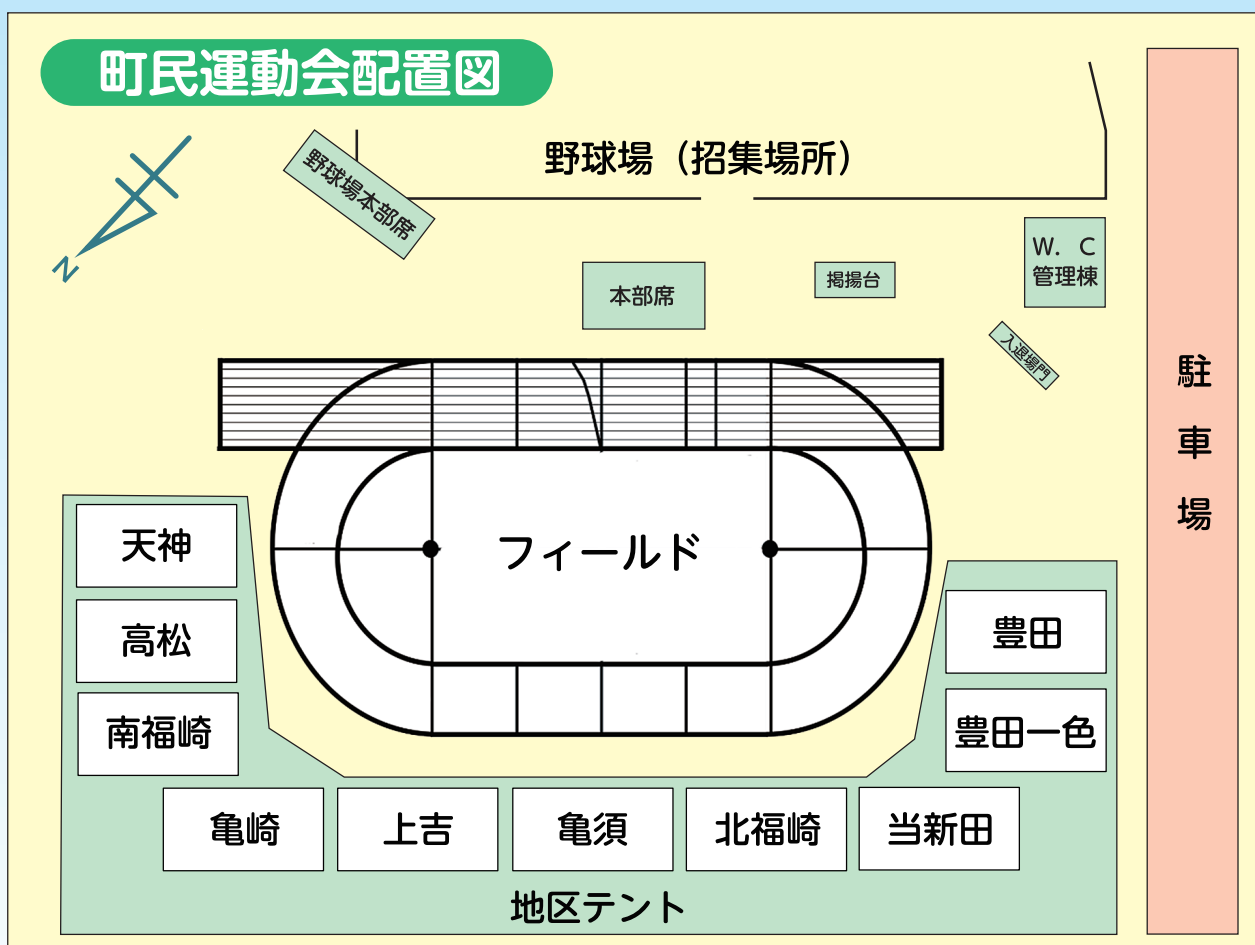 町民運動会配置図
N
野球場（招集場所）
野球場本部席
本部席
掲揚台
W．C
管理棟
入退場門
駐車場
フィールド
天神
高松
南福崎
豊田
豊田一色
亀崎
上吉
亀須
北福崎
当新田
地区テント